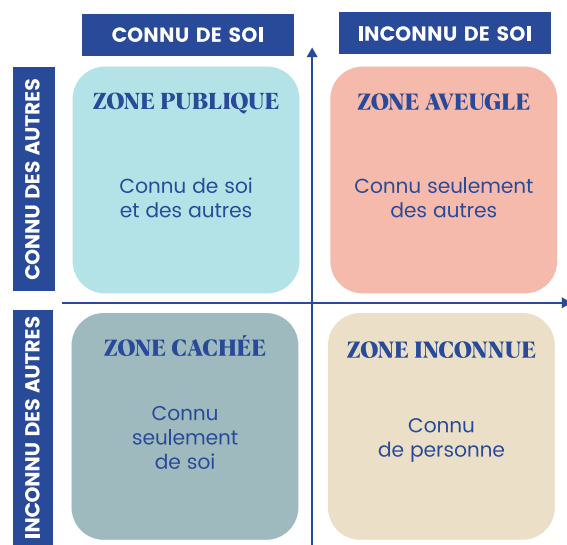 CONNU DE SOI
INCONNU DE SOI
CONNU DES AUTRES
ZONE PUBLIQUE
Connu de soi
et des autres
ZONE AVEUGLE
Connu seulement
des autres
INCONNU DES AUTRES
ZONE CACHÉE
Connu
seulement
de soi
ZONE INCONNUE
Connu
de personne